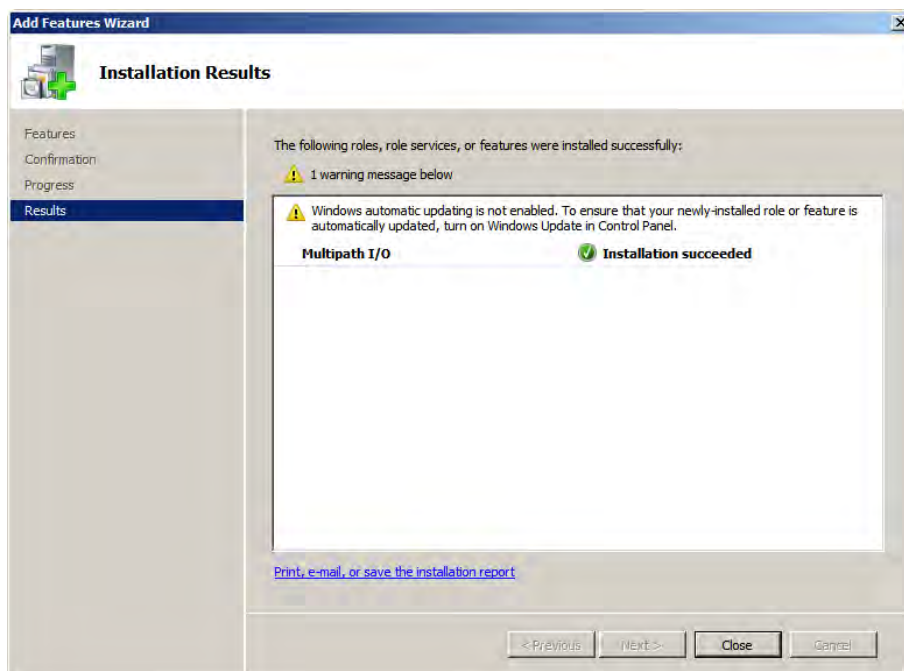 Add Features Wizard
Installation Results
Features
Confirmation
Progress
Results
The following roles, role services, or features were installed successfully:
1 warning message below
Windows automatic updating is not enabled. To ensure that your newly-installed role or feature is
automatically updated, turn on Windows Update in Control Panel.
Multipath I/O Installation succeeded
Print, e-mail, or save the installation report
< Previous Next > Close Cancel